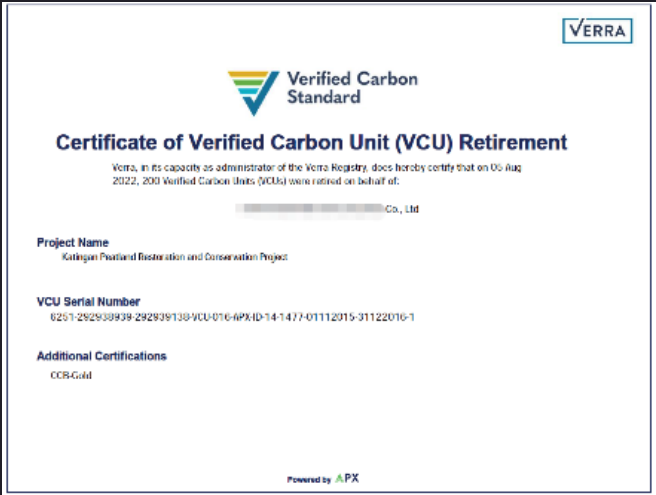 VERRA
Verified Carbon
Standard
Certificate of Verified Carbon Unit (VCU) Retirement
Verra, in its capacity as administrator of the Verra Registry, does hereby certify that on 05 Aug
2022, 200 Verified Carbon Units (VCUs) were retired on behalf of:
Co., Ltd
Project Name
Katingan Peatland Restoration and Conservation Project
VCU Serial Number
6251-292938939-292939138-VCU-016-APX-ID-14-1477-01112015-31122016-1
Additional Certifications
CCB-Gold
Powered by APX